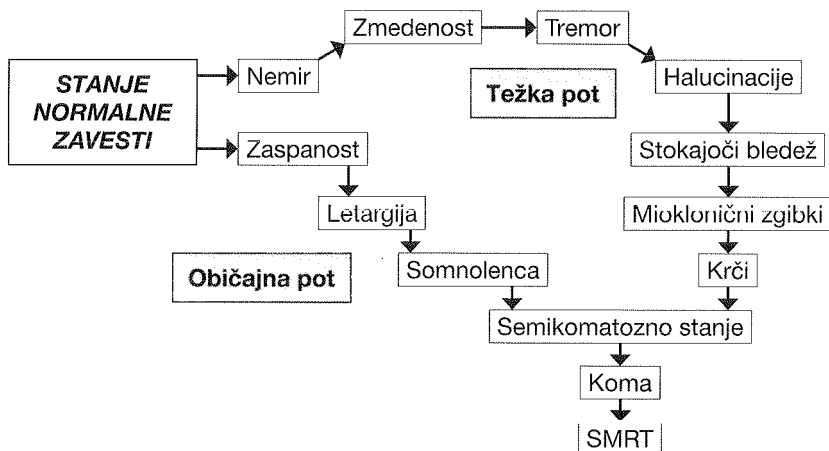 Zmedenost
Tremor
STANJE
NORMALNE
ZAVESTI
Nemir
Halucinacije
Težka pot
Zaspanost
Stokajoči bledež
Letargija
Mioklonični zgibki
Običajna pot
Somnolenca
Krči
Semikomatozno stanje
Koma
SMRT